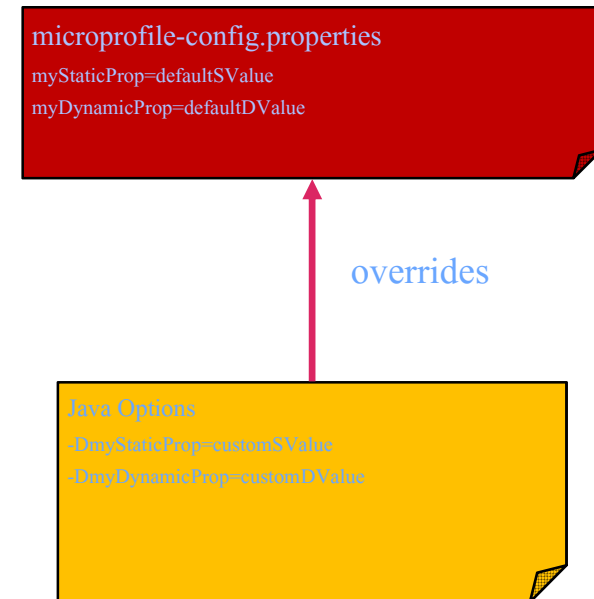 microprofile-config.properties
myStaticProp=defaultSValue
myDynamicProp=defaultDValue
overrides
Java Options
-DmyStaticProp=customSValue
-DmyDynamicProp=customDValue